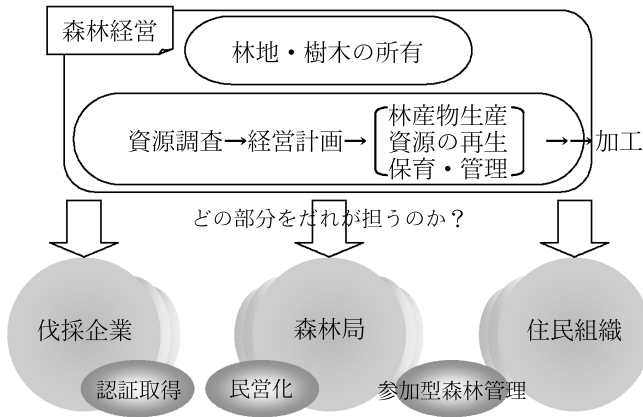 森林経営
林地・樹木の所有
林産物生産
資源調査→経営計画→資源の再生→→加工
保育・管理
どの部分をだれが担うのか？
伐採企業
森林局
住民組織
認証取得
民営化
参加型森林管理